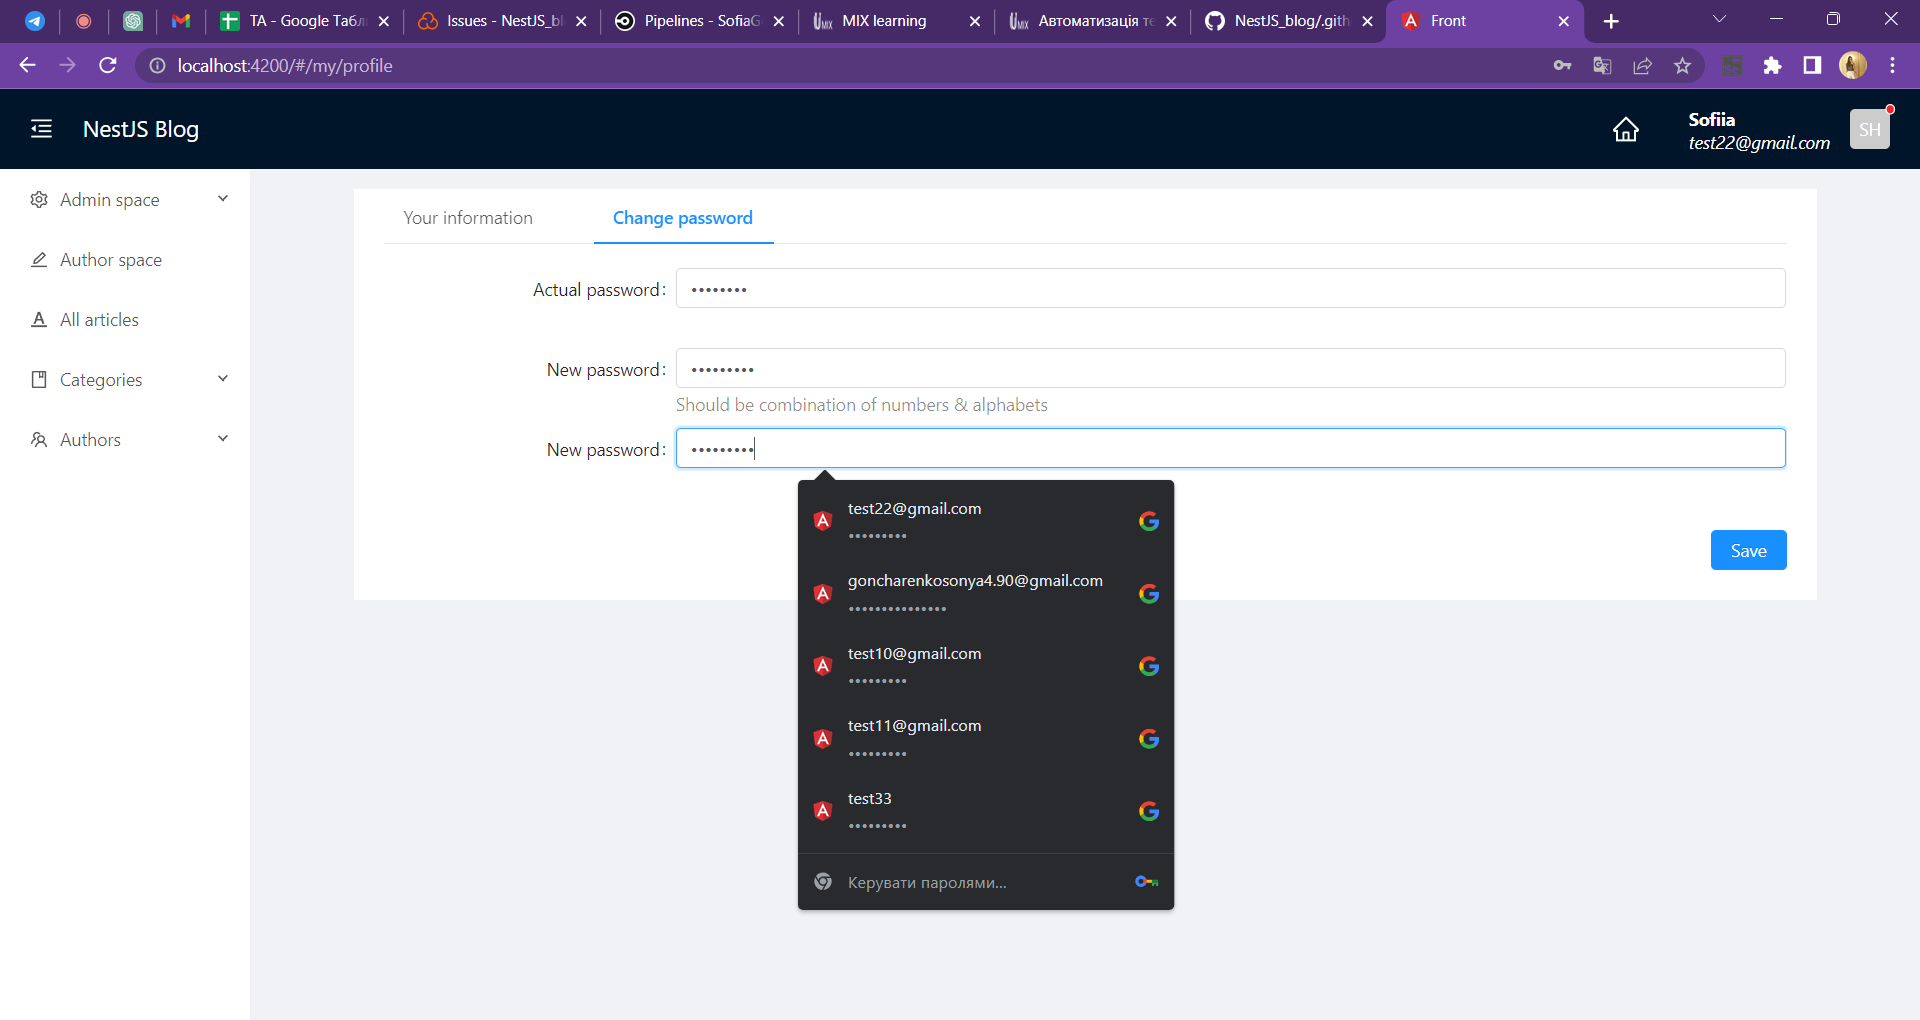 TA - Google Табл
Issues - NestJS_bl
Pipelines - SofiaG
MIX learning
Автоматизація те
NestJS_blog/.gith
Front
localhost:4200/#/my/profile
NestJS Blog
Sofiia
test22@gmail.com
SH
Admin space
Author space
All articles
Categories
Authors
Your information
Change password
Actual password:
••••••••
New password:
•••••••••
Should be combination of numbers & alphabets
New password:
•••••••••
test22@gmail.com
•••••••••
goncharenkosonya4.90@gmail.com
•••••••••••••••
test10@gmail.com
•••••••••
test11@gmail.com
•••••••••
test33
•••••••••
Керувати паролями...
Save